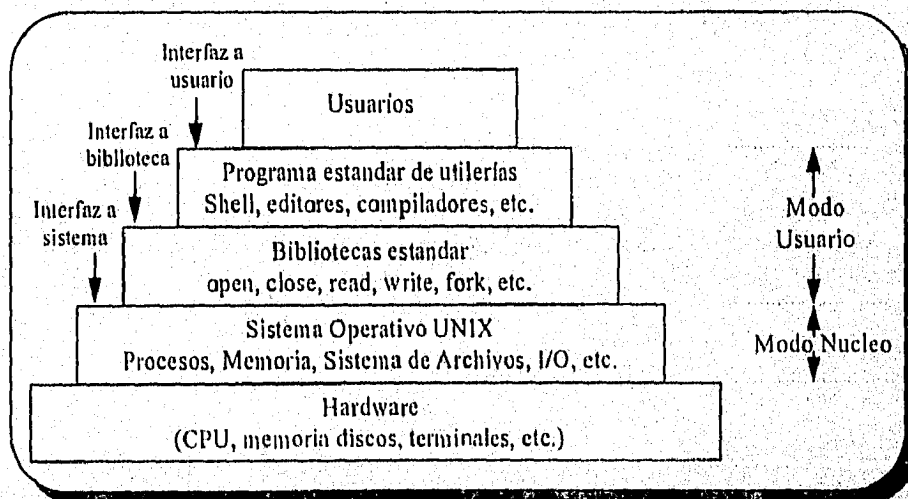 Interfaz a
usuario
Usuarios
Interfaz a
biblioteca
Programa estandar de utilerías
Shell, editores, compiladores, etc.
Interfaz a
sistema
Modo
Usuario
Bibliotecas estandar
open, close, read, write, fork, etc.
Sistema Operativo UNIX
Procesos, Memoria, Sistema de Archivos, I/O, etc.
Modo Nucleo
Hardware
(CPU, memoria discos, terminales, etc.)